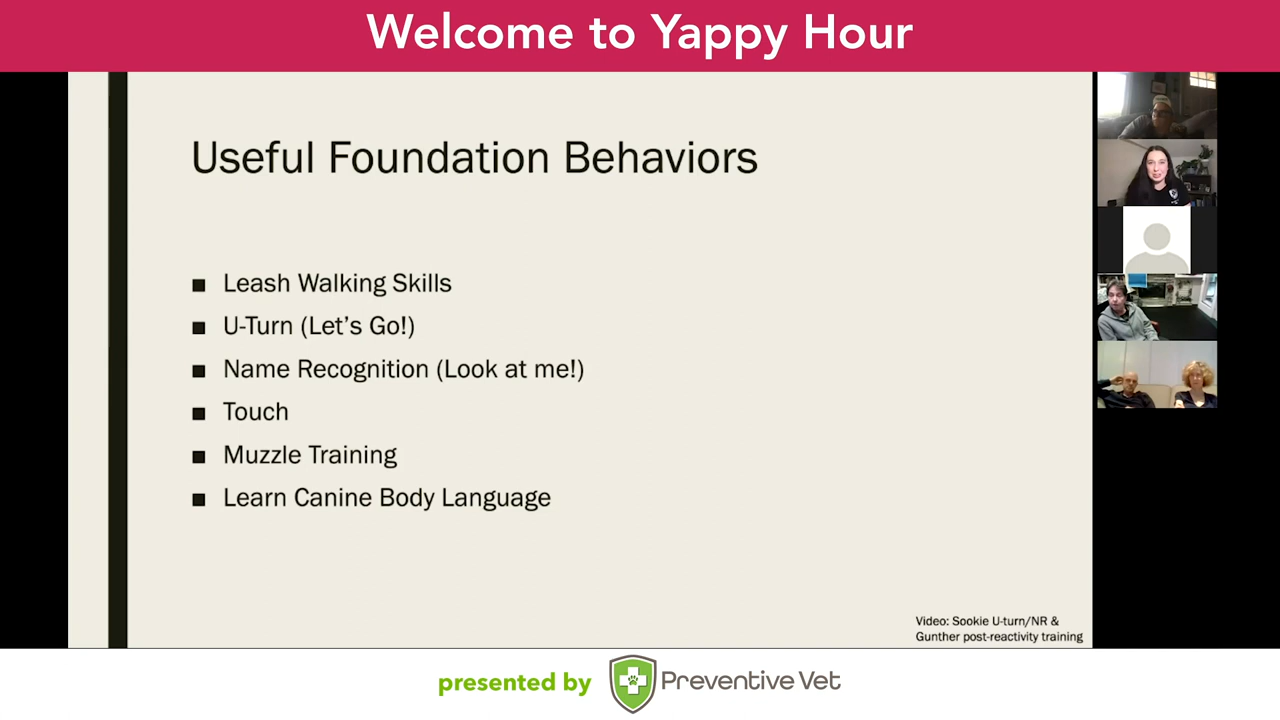 Welcome to Yappy Hour
Useful Foundation Behaviors
■ Leash Walking Skills
■ U-Turn (Let's Go!)
■ Name Recognition (Look at me!)
■ Touch
■ Muzzle Training
■ Learn Canine Body Language
Video: Sookie U-turn/NR &
Gunther post-reactivity training
presented by Preventive Vet